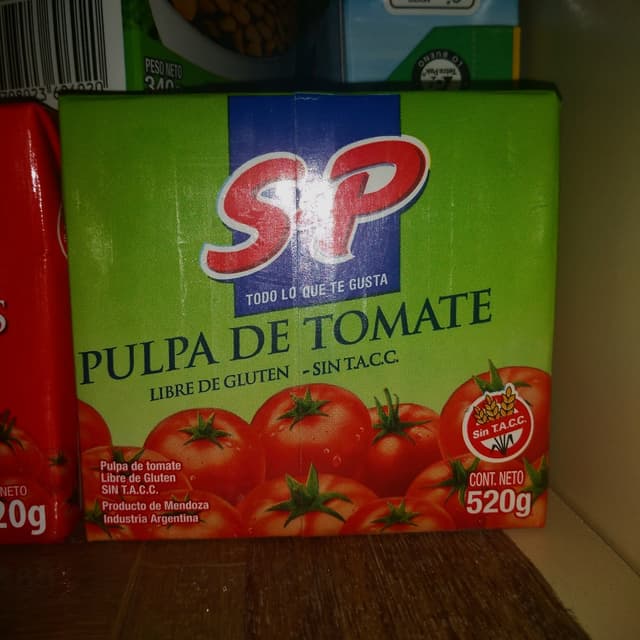 PESO NETO
340
SP
TODO LO QUE TE GUSTA
PULPA DE TOMATE
LIBRE DE GLUTEN - SIN T.A.C.C.
Sin T.A.C.C.
Pulpa de tomate
Libre de Gluten
SIN T.A.C.C.
Producto de Mendoza
Industria Argentina
CONT. NETO
520g
S
NETO
20g